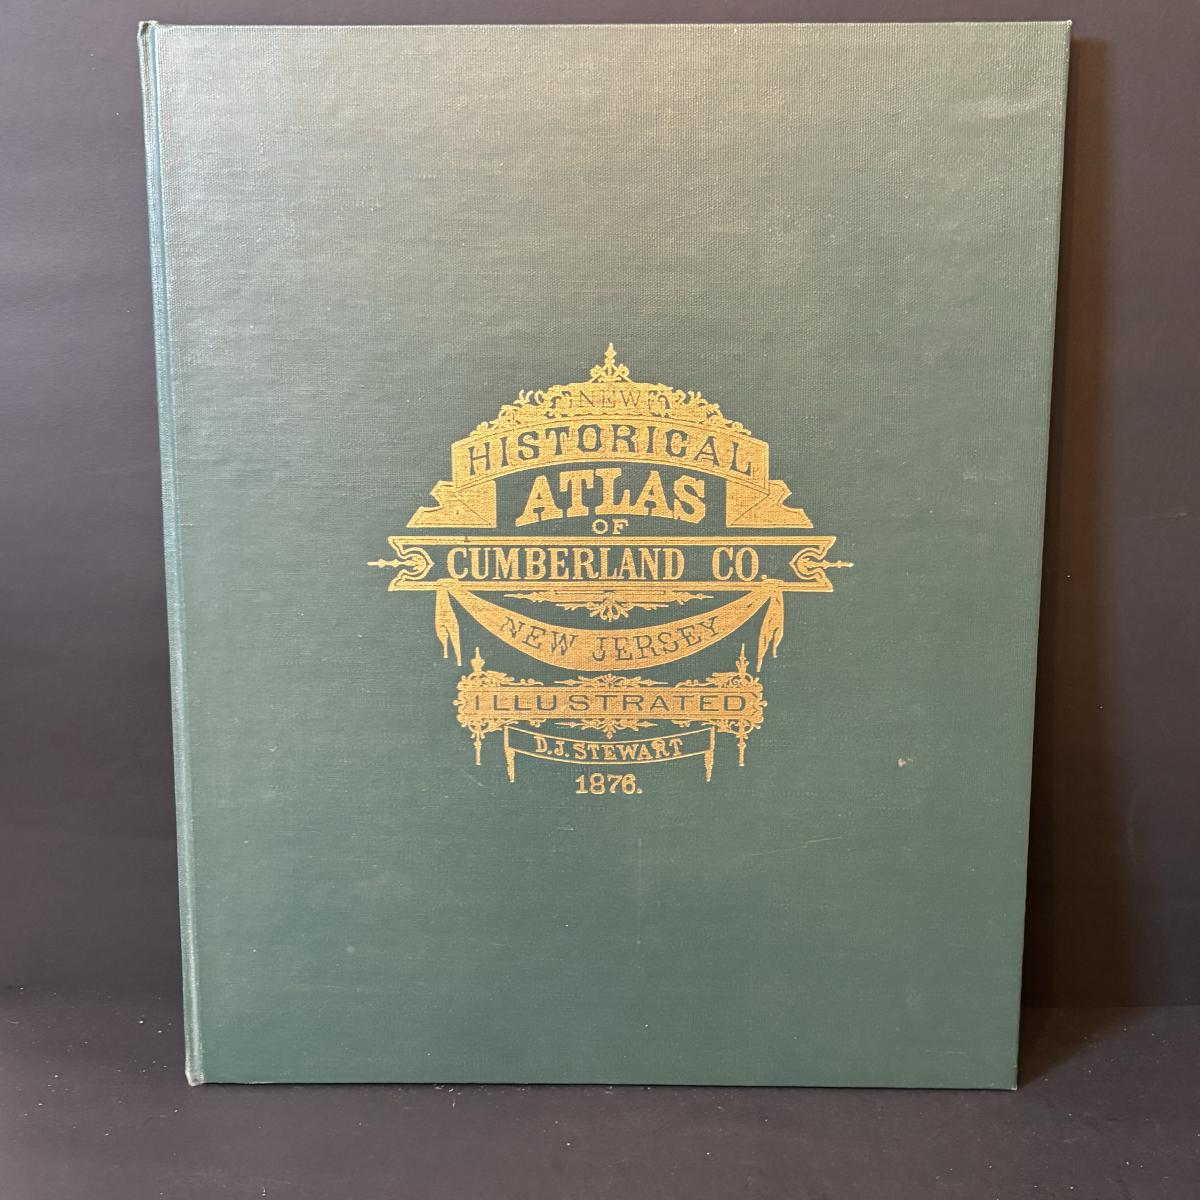 NEW
HISTORICAL
ATLAS
OF
CUMBERLAND CO.
NEW JERSEY
ILLUSTRATED
D.J. STEWART
1876.